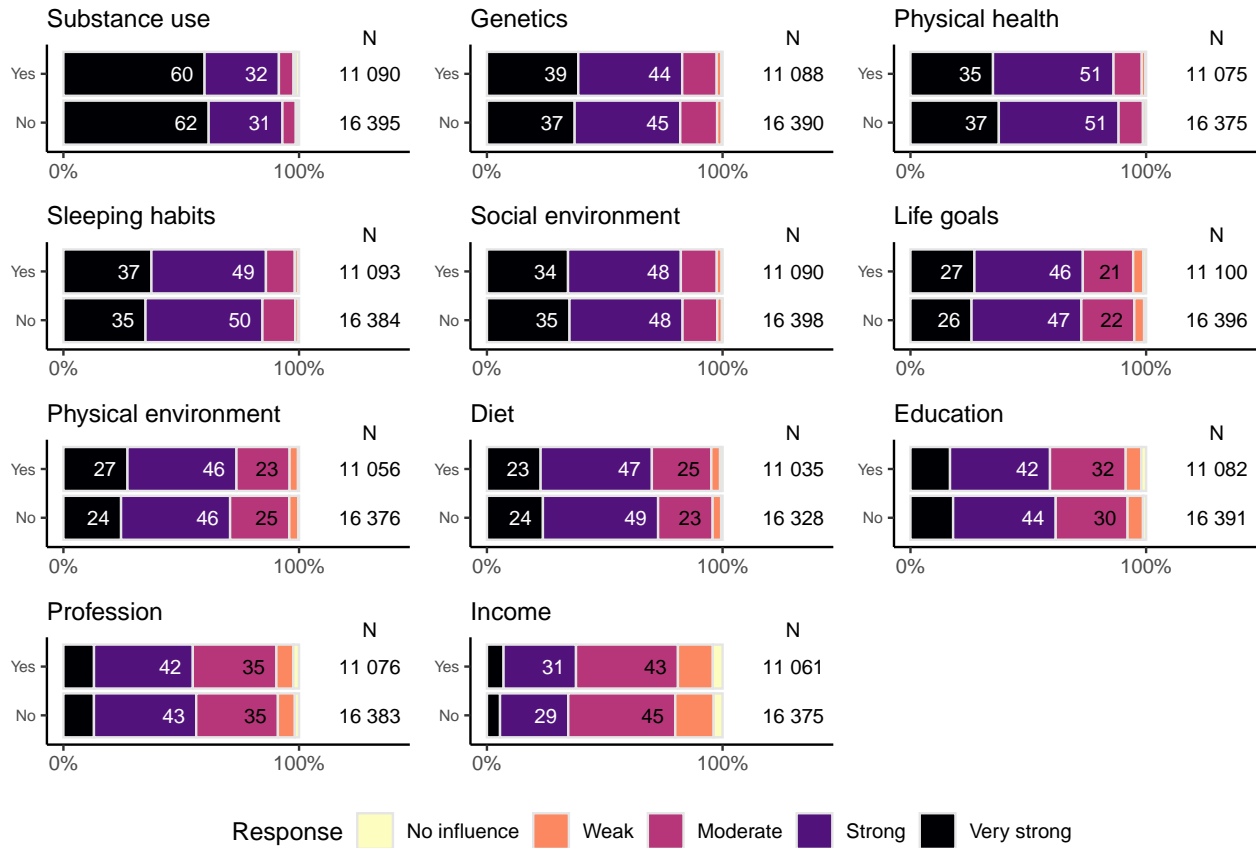 Substance use
N
Yes 60 32 11 090
No 62 31 16 395
0% 100%
Genetics
N
Yes 39 44 11 088
No 37 45 16 390
0% 100%
Physical health
N
Yes 35 51 11 075
No 37 51 16 375
0% 100%
Sleeping habits
N
Yes 37 49 11 093
No 35 50 16 384
0% 100%
Social environment
N
Yes 34 48 11 090
No 35 48 16 398
0% 100%
Life goals
N
Yes 27 46 21 11 100
No 26 47 22 16 396
0% 100%
Physical environment
N
Yes 27 46 23 11 056
No 24 46 25 16 376
0% 100%
Diet
N
Yes 23 47 25 11 035
No 24 49 23 16 328
0% 100%
Education
N
Yes 42 32 11 082
No 44 30 16 391
0% 100%
Profession
N
Yes 42 35 11 076
No 43 35 16 383
0% 100%
Income
N
Yes 31 43 11 061
No 29 45 16 375
0% 100%
Response No influence Weak Moderate Strong Very strong